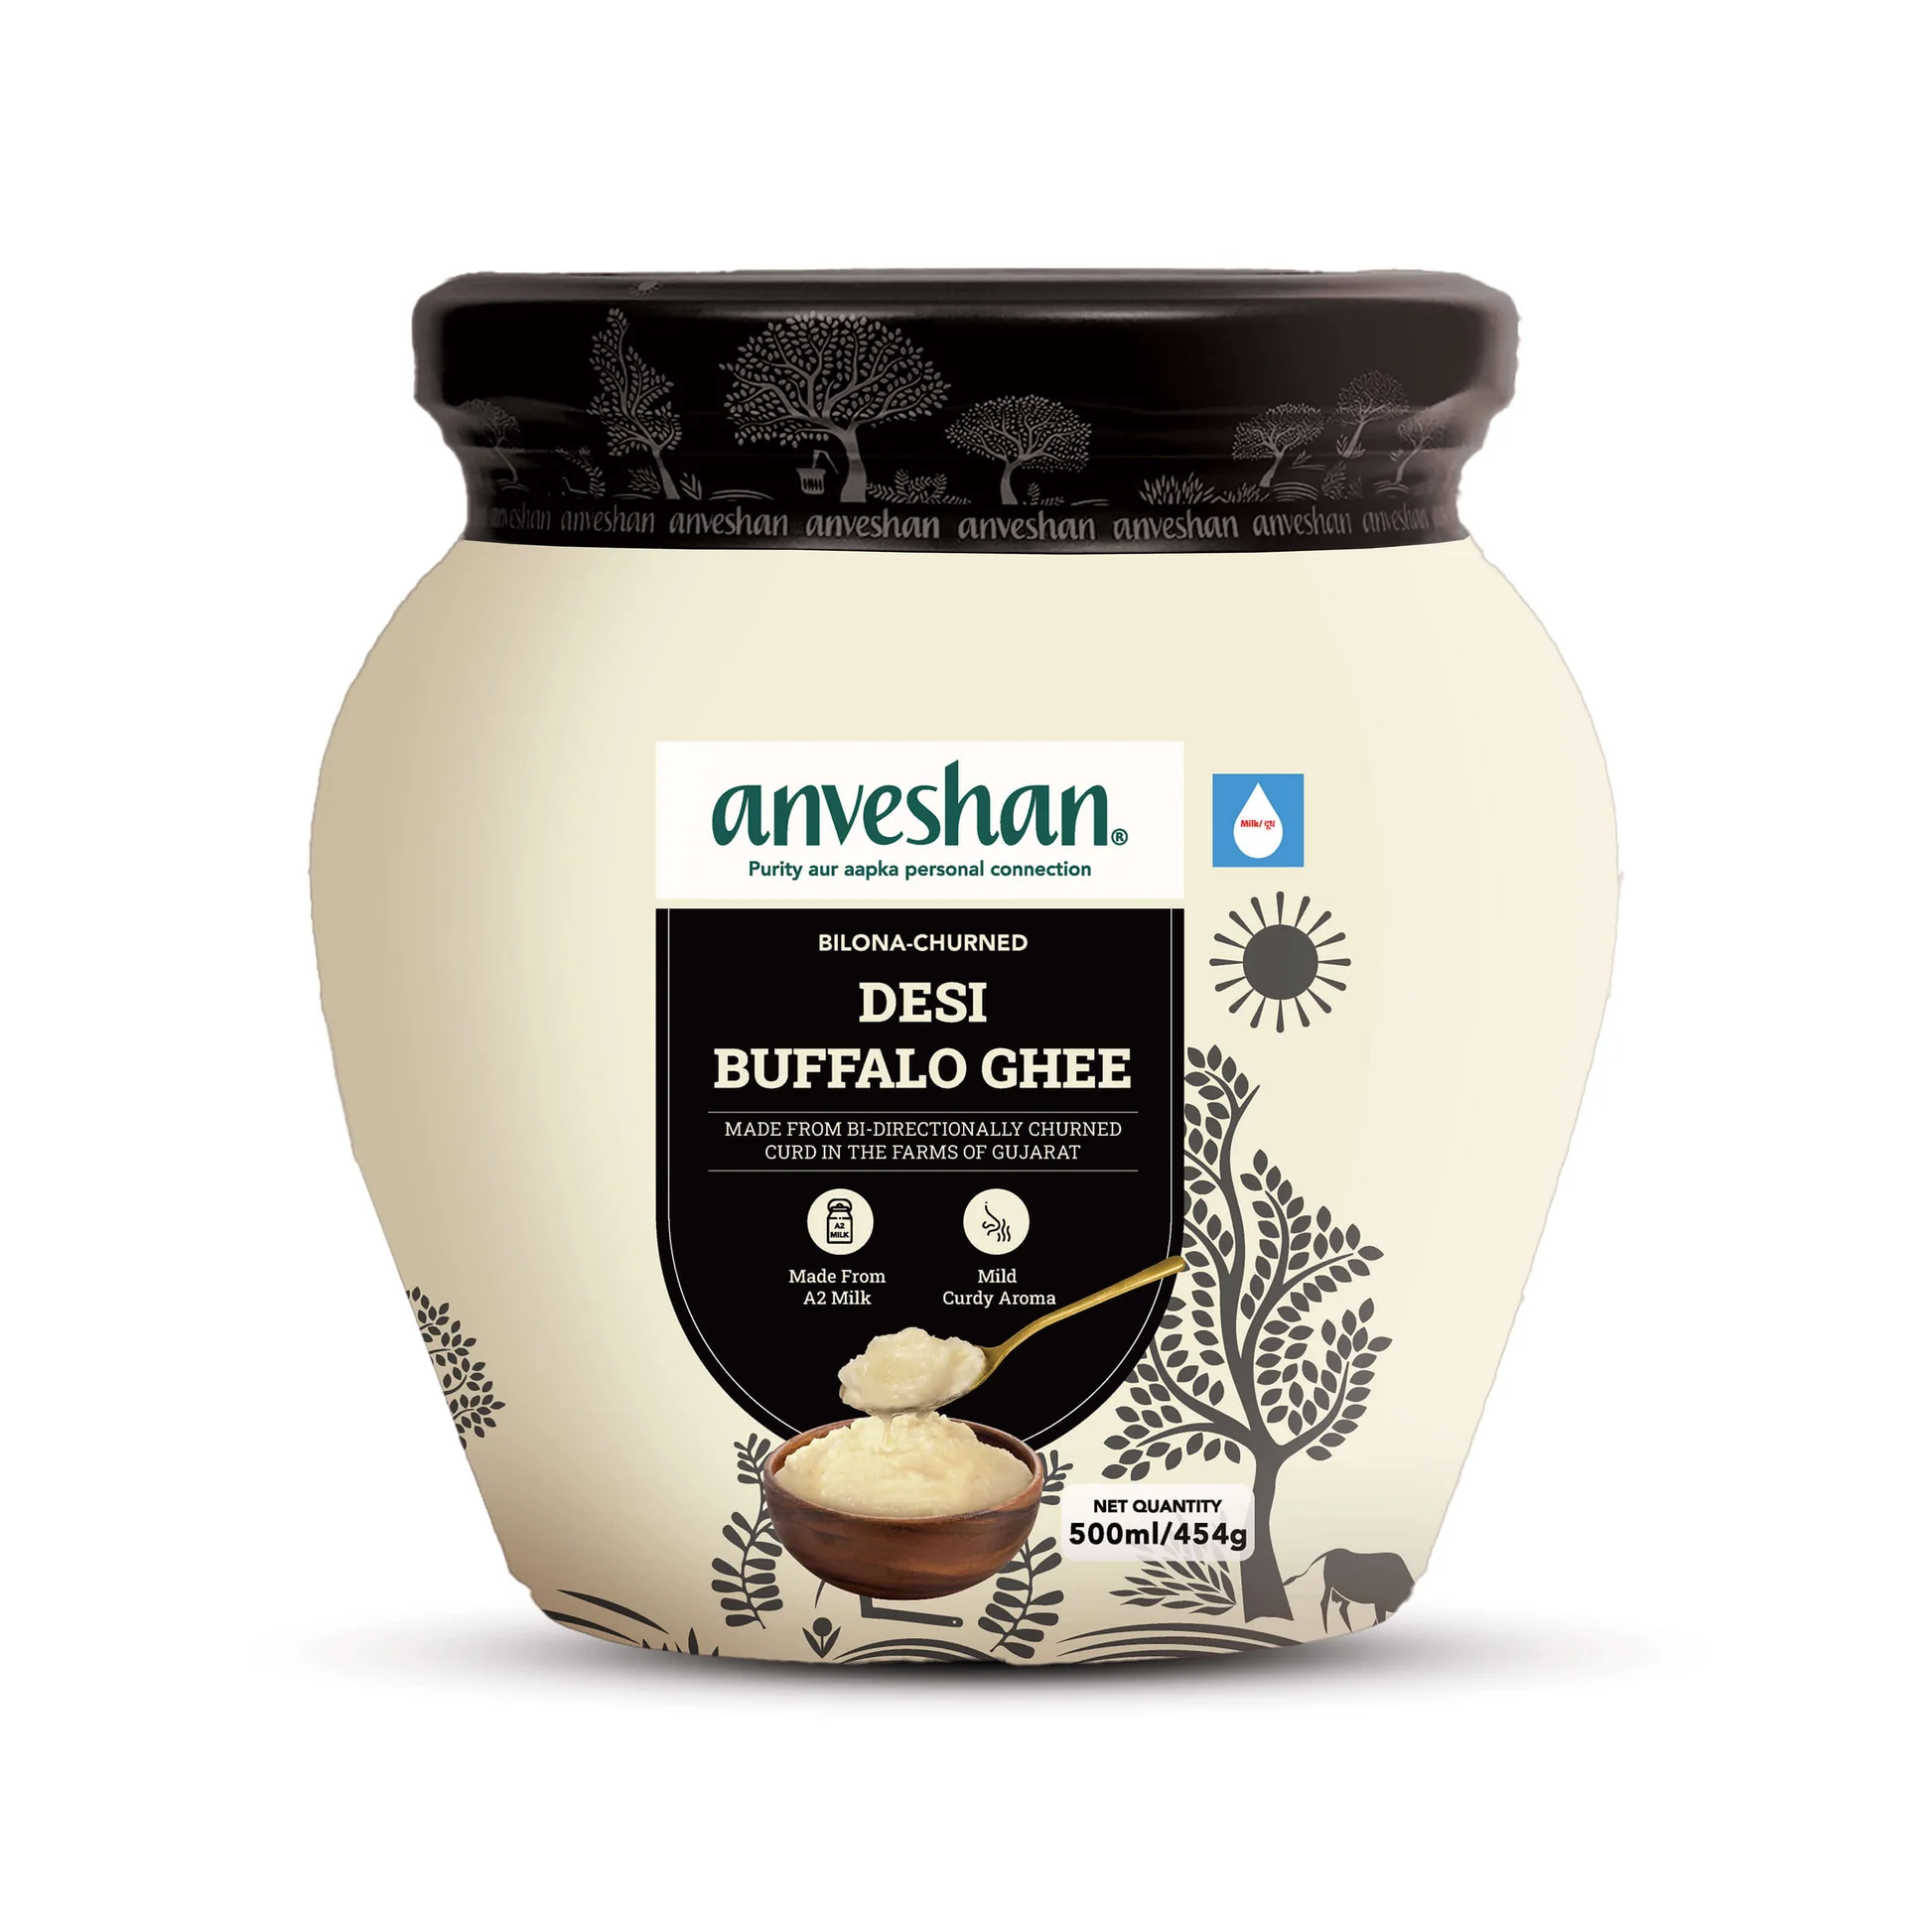 anveshan anveshan anveshan anveshan anveshan anveshan anveshan anveshan
anveshan®
Purity aur aapka personal connection
Milk/ दूध
BILONA-CHURNED
DESI
BUFFALO GHEE
MADE FROM BI-DIRECTIONALLY CHURNED
CURD IN THE FARMS OF GUJARAT
A2
MILK
Made From
A2 Milk
Mild
Curdy Aroma
NET QUANTITY
500ml/454g